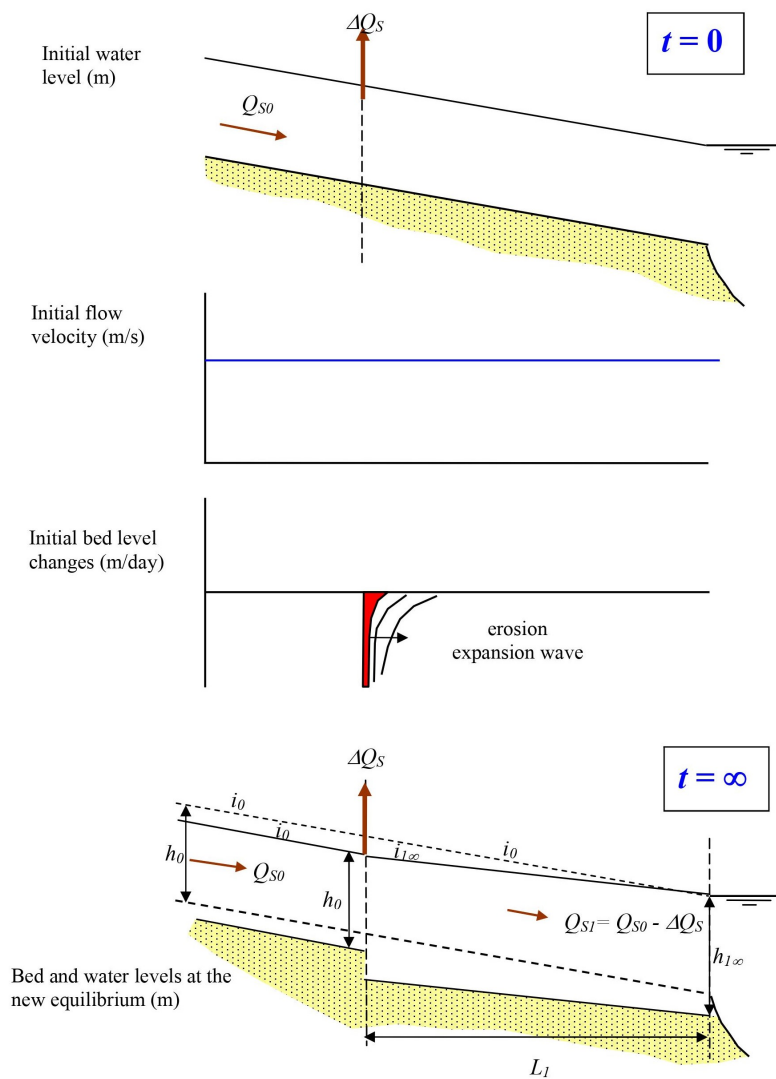 ΔQS
t = 0
Initial water
level (m)
QS0
Initial flow
velocity (m/s)
Initial bed level
changes (m/day)
erosion
expansion wave
ΔQS
t = ∞
i0
i0
i1∞
i0
h0
QS0
h0
QS1= QS0 - ΔQS
h1∞
Bed and water levels at the
new equilibrium (m)
L1